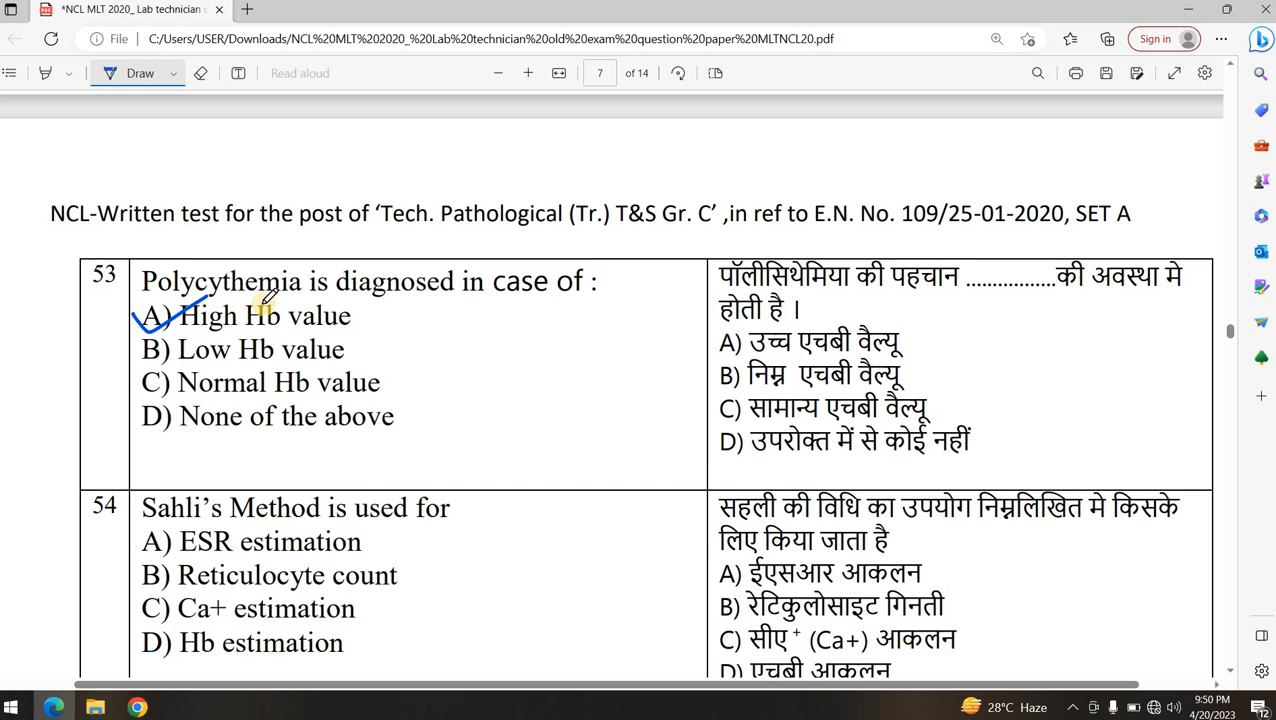 *NCL MLT 2020_ Lab technician
File
C:/Users/USER/Downloads/NCL%20MLT%202020_%20Lab%20technician%20old%20exam%20question%20paper%20MLTNCL20.pdf
Sign in
Draw
Read aloud
7
of 14
NCL-Written test for the post of ‘Tech. Pathological (Tr.) T&S Gr. C’ ,in ref to E.N. No. 109/25-01-2020, SET A
53
Polycythemia is diagnosed in case of :
A) High Hb value
B) Low Hb value
C) Normal Hb value
D) None of the above
पॉलीसिथेमिया की पहचान .................की अवस्था मे
होती है ।
A) उच्च एचबी वैल्यू
B) निम्न एचबी वैल्यू
C) सामान्य एचबी वैल्यू
D) उपरोक्त में से कोई नहीं
54
Sahli’s Method is used for
A) ESR estimation
B) Reticulocyte count
C) Ca+ estimation
D) Hb estimation
सहली की विधि का उपयोग निम्नलिखित मे किसके
लिए किया जाता है
A) ईएसआर आकलन
B) रेटिकुलोसाइट गिनती
C) सीए + (Ca+) आकलन
D) एचबी आकलन
28°C Haze
9:50 PM
4/20/2023
12